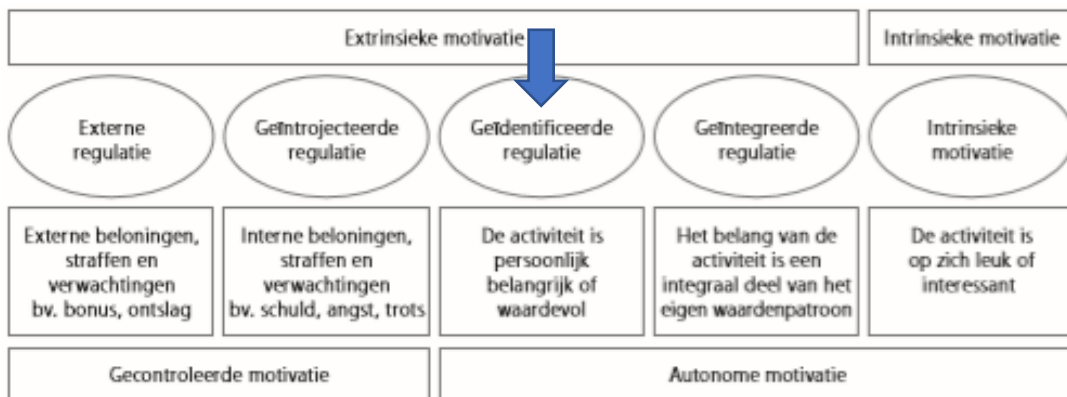 Extrinsieke motivatie
Intrinsieke motivatie
Externe
regulatie
Geïntrojecteerde
regulatie
Geïdentificeerde
regulatie
Geïntegreerde
regulatie
Intrinsieke
motivatie
Externe beloningen,
straffen en
verwachtingen
bv. bonus, ontslag
Interne beloningen,
straffen en
verwachtingen
bv. schuld, angst, trots
De activiteit is
persoonlijk
belangrijk of
waardevol
Het belang van de
activiteit is een
integraal deel van het
eigen waardenpatroon
De activiteit is
op zich leuk of
interessant
Gecontroleerde motivatie
Autonome motivatie